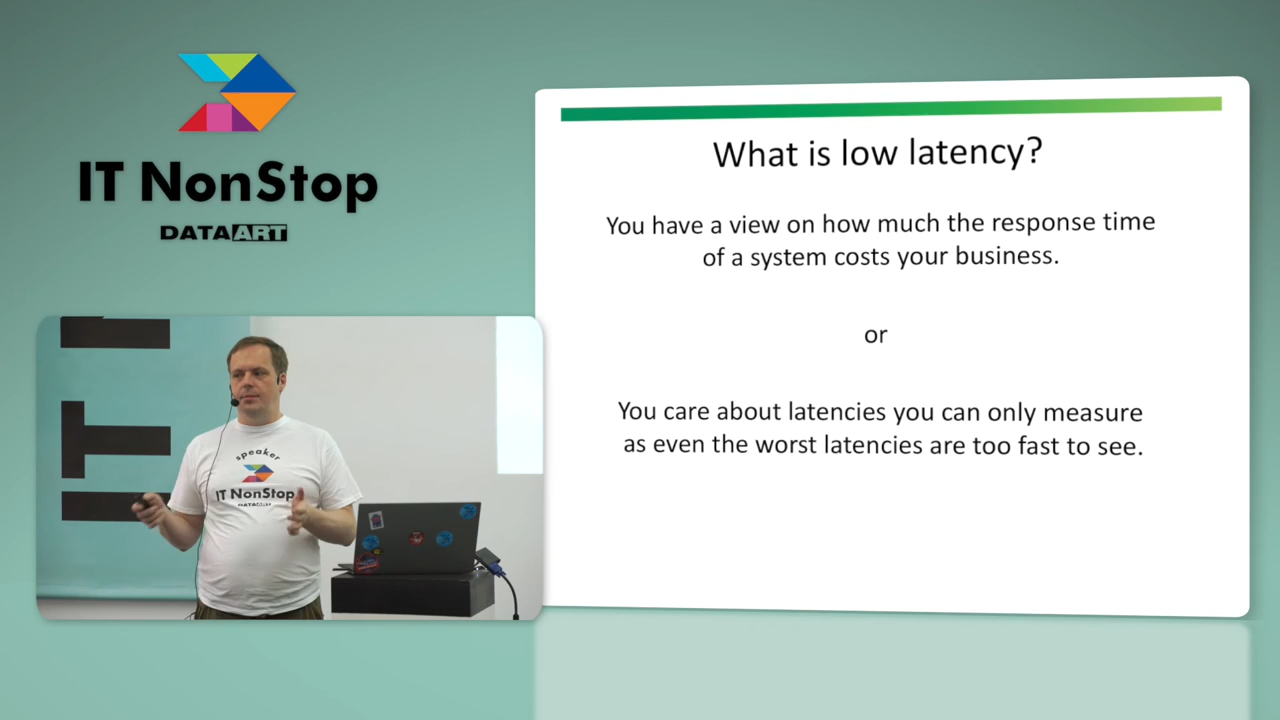 IT NonStop
DATAART
What is low latency?
You have a view on how much the response time
of a system costs your business.
or
You care about latencies you can only measure
as even the worst latencies are too fast to see.
IT
speaker
IT NonStop
DATAART